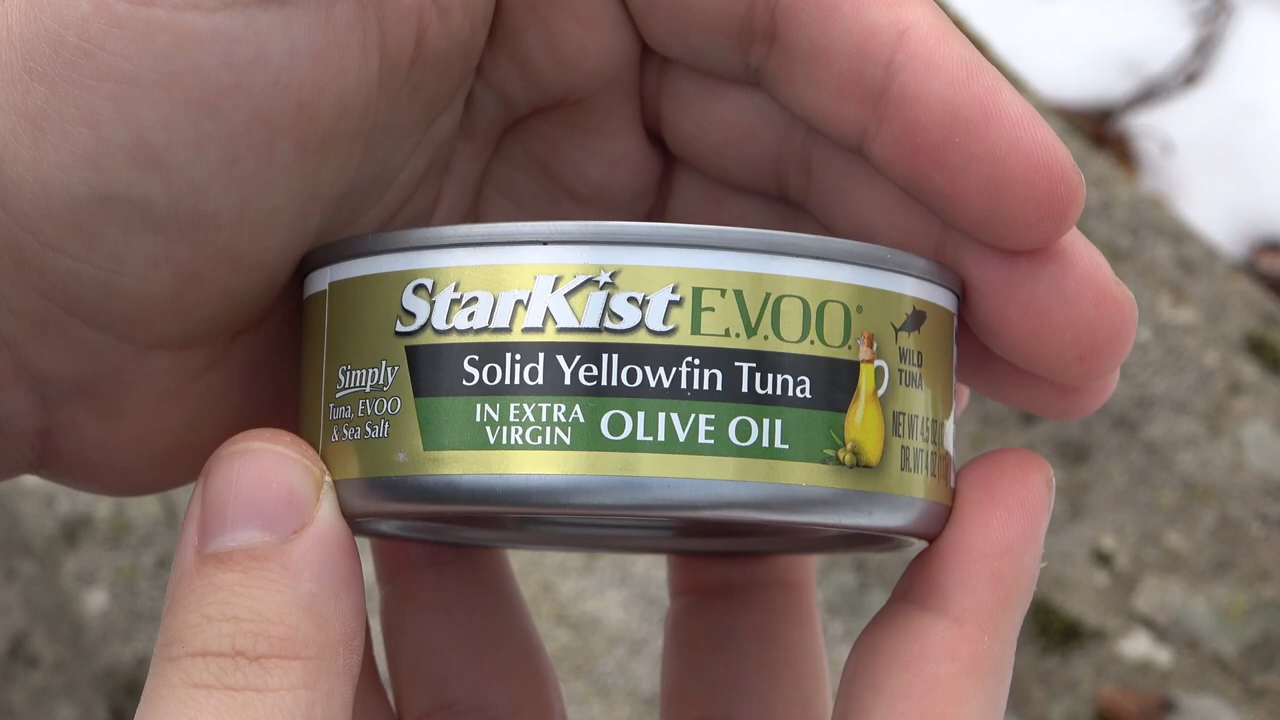 StarKist E.V.O.O.®
Solid Yellowfin Tuna
IN EXTRA
VIRGIN
OLIVE OIL
Simply
Tuna, EVOO
& Sea Salt
WILD
TUNA
NET WT 4.5 OZ
DR. WT 4 OZ